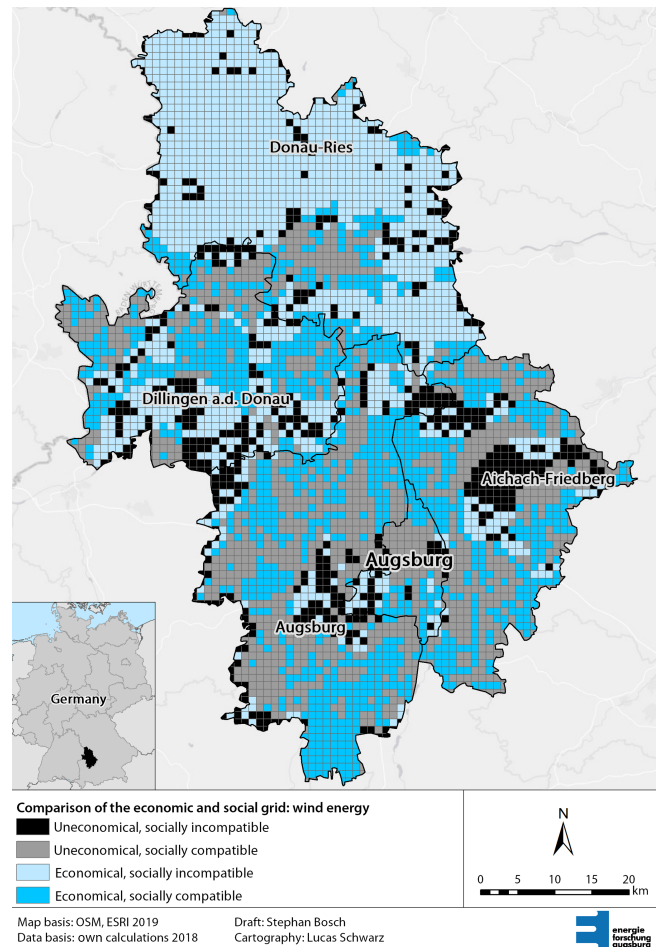 Donau-Ries
Dillingen a.d. Donau
Aichach-Friedberg
Augsburg
Augsburg
Germany
Comparison of the economic and social grid: wind energy
Uneconomical, socially incompatible
Uneconomical, socially compatible
Economical, socially incompatible
Economical, socially compatible
N
0 5 10 15 20
km
Map basis: OSM, ESRI 2019
Data basis: own calculations 2018
Draft: Stephan Bosch
Cartography: Lucas Schwarz
energie
forschung
augsburg